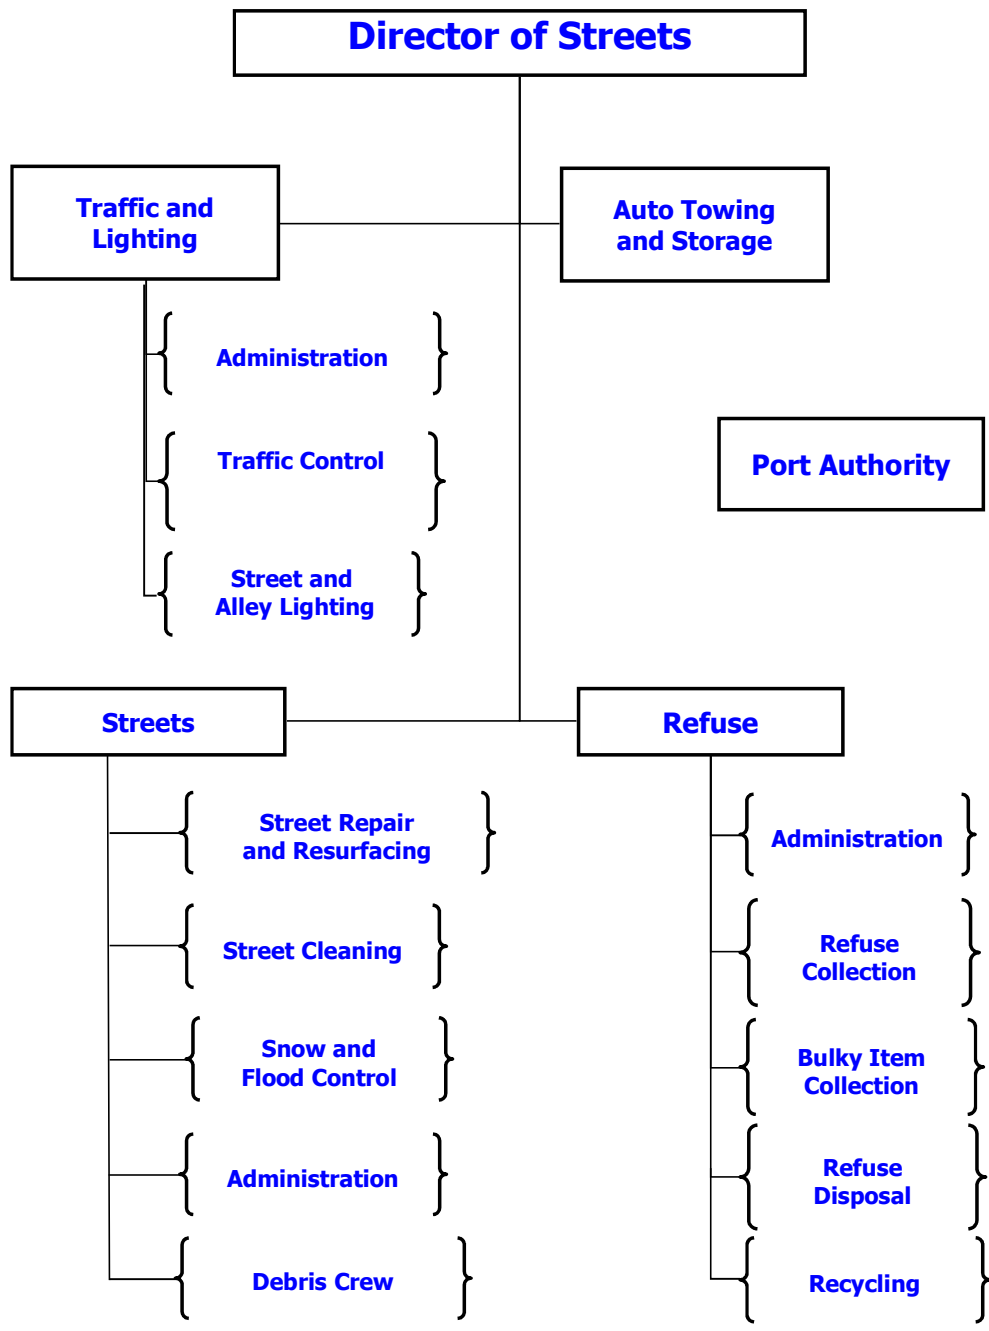 Director of Streets
Traffic and
Lighting
Auto Towing
and Storage
Administration
Traffic Control
Port Authority
Street and
Alley Lighting
Streets
Refuse
Street Repair
and Resurfacing
Administration
Street Cleaning
Refuse
Collection
Snow and
Flood Control
Bulky Item
Collection
Administration
Refuse
Disposal
Debris Crew
Recycling